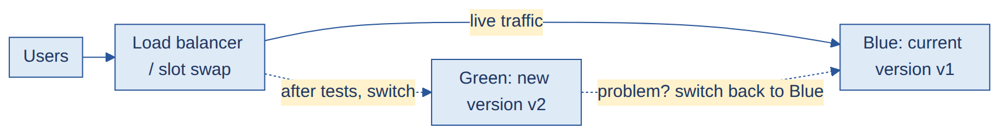 Users
Load balancer
/ slot swap
live traffic
after tests, switch
Green: new
version v2
problem? switch back to Blue
Blue: current
version v1